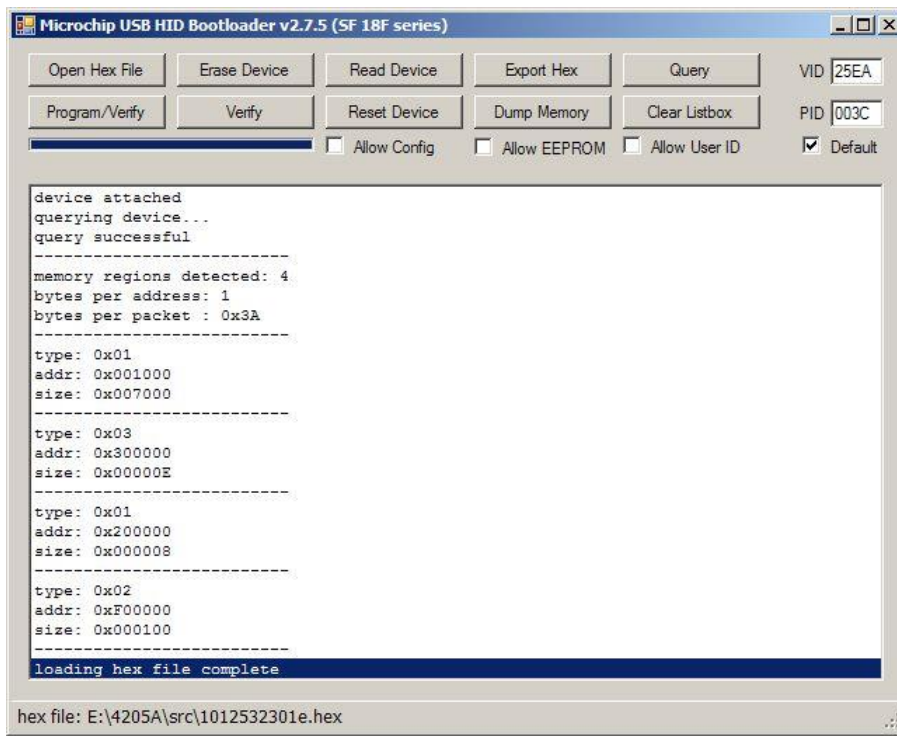 Microchip USB HID Bootloader v2.7.5 (SF 18F series)
Open Hex File Erase Device Read Device Export Hex Query VID 25EA
Program/Verify Verify Reset Device Dump Memory Clear Listbox PID 003C
Allow Config Allow EEPROM Allow User ID Default
device attached
querying device...
query successful
--------------------------
memory regions detected: 4
bytes per address: 1
bytes per packet : 0x3A
--------------------------
type: 0x01
addr: 0x001000
size: 0x007000
--------------------------
type: 0x03
addr: 0x300000
size: 0x00000E
--------------------------
type: 0x01
addr: 0x200000
size: 0x000008
--------------------------
type: 0x02
addr: 0xF00000
size: 0x000100
--------------------------
loading hex file complete
hex file: E:\4205A\src\1012532301e.hex